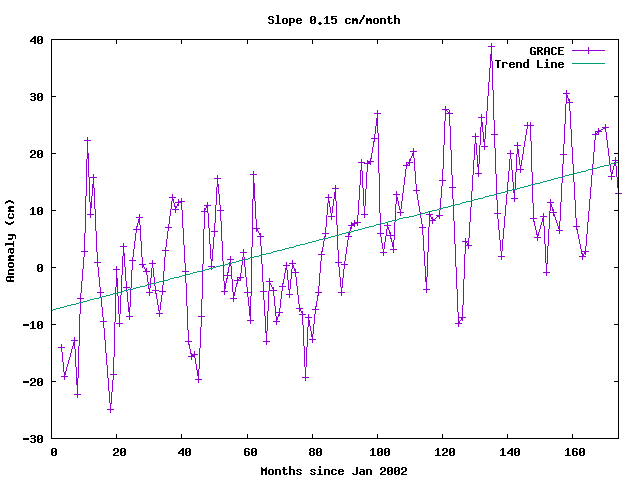 Slope 0.15 cm/month
GRACE
Trend Line
Anomaly (cm)
40
30
20
10
0
-10
-20
-30
0 20 40 60 80 100 120 140 160
Months since Jan 2002